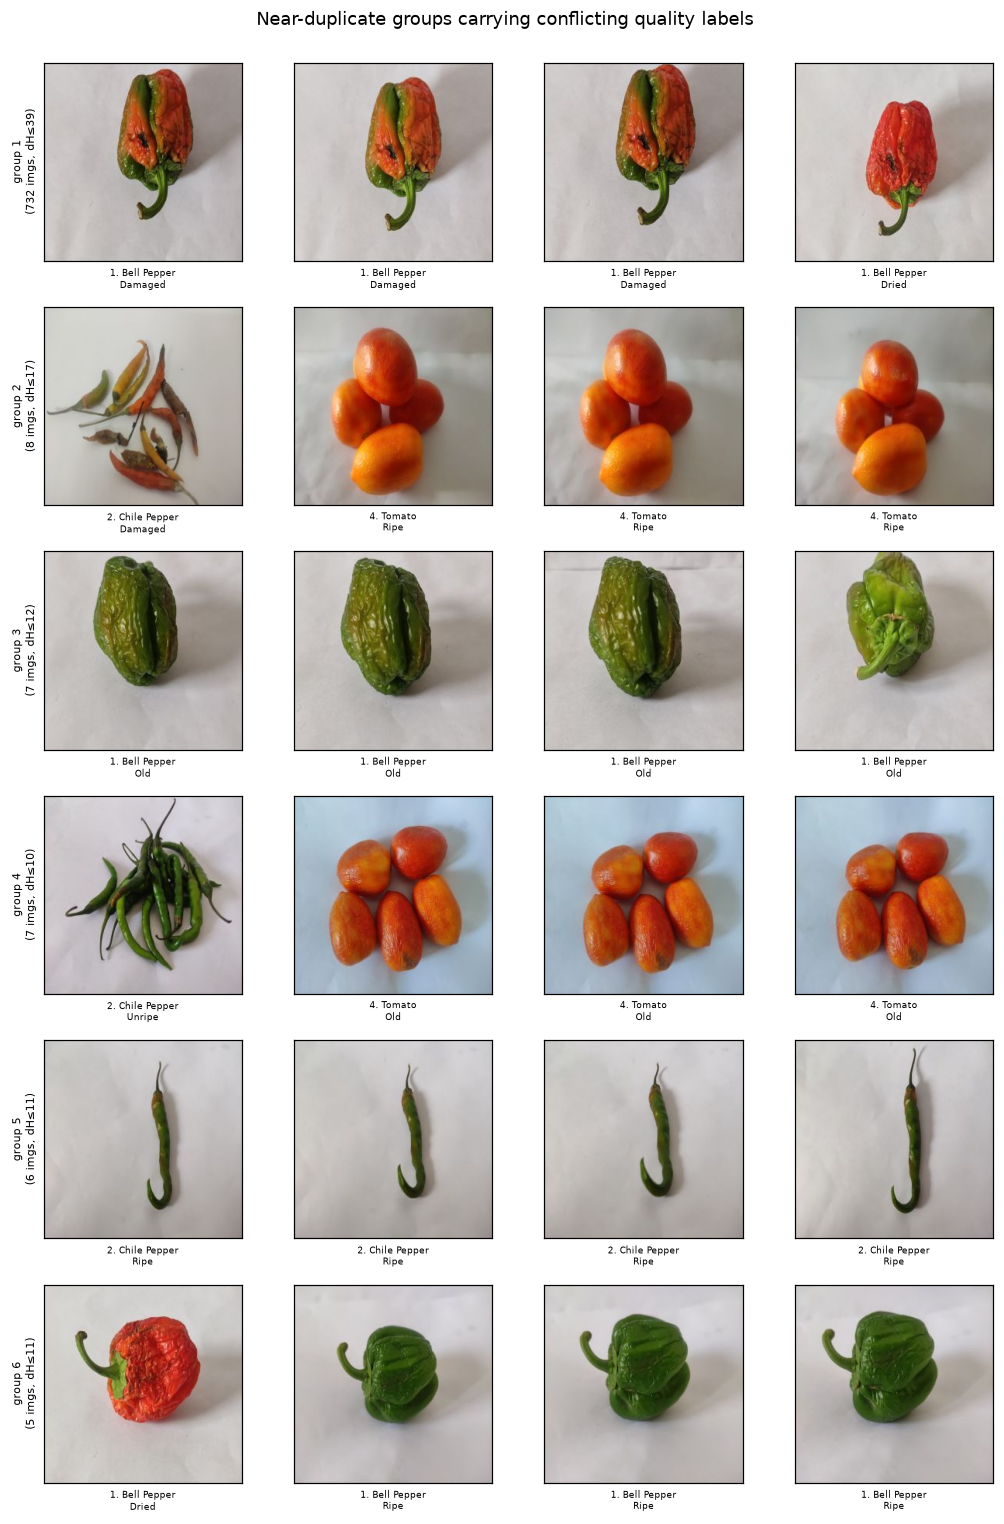 Near-duplicate groups carrying conflicting quality labels
group 1
(732 imgs, dH≤39)
1. Bell Pepper
Damaged
1. Bell Pepper
Damaged
1. Bell Pepper
Damaged
1. Bell Pepper
Dried
group 2
(8 imgs, dH≤17)
2. Chile Pepper
Damaged
4. Tomato
Ripe
4. Tomato
Ripe
4. Tomato
Ripe
group 3
(7 imgs, dH≤12)
1. Bell Pepper
Old
1. Bell Pepper
Old
1. Bell Pepper
Old
1. Bell Pepper
Old
group 4
(7 imgs, dH≤10)
2. Chile Pepper
Unripe
4. Tomato
Old
4. Tomato
Old
4. Tomato
Old
group 5
(6 imgs, dH≤11)
2. Chile Pepper
Ripe
2. Chile Pepper
Ripe
2. Chile Pepper
Ripe
2. Chile Pepper
Ripe
group 6
(5 imgs, dH≤11)
1. Bell Pepper
Dried
1. Bell Pepper
Ripe
1. Bell Pepper
Ripe
1. Bell Pepper
Ripe